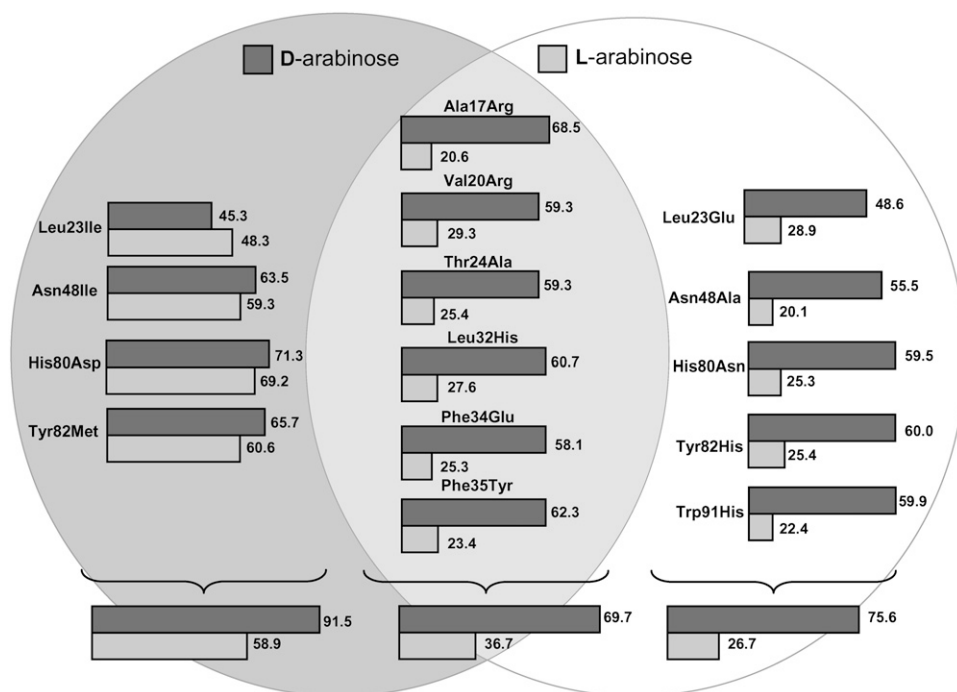 D-arabinose
L-arabinose
Leu23Ile
45.3
48.3
Asn48Ile
63.5
59.3
His80Asp
71.3
69.2
Tyr82Met
65.7
60.6
91.5
58.9
Ala17Arg
68.5
20.6
Val20Arg
59.3
29.3
Thr24Ala
59.3
25.4
Leu32His
60.7
27.6
Phe34Glu
58.1
25.3
Phe35Tyr
62.3
23.4
69.7
36.7
Leu23Glu
48.6
28.9
Asn48Ala
55.5
20.1
His80Asn
59.5
25.3
Tyr82His
60.0
25.4
Trp91His
59.9
22.4
75.6
26.7